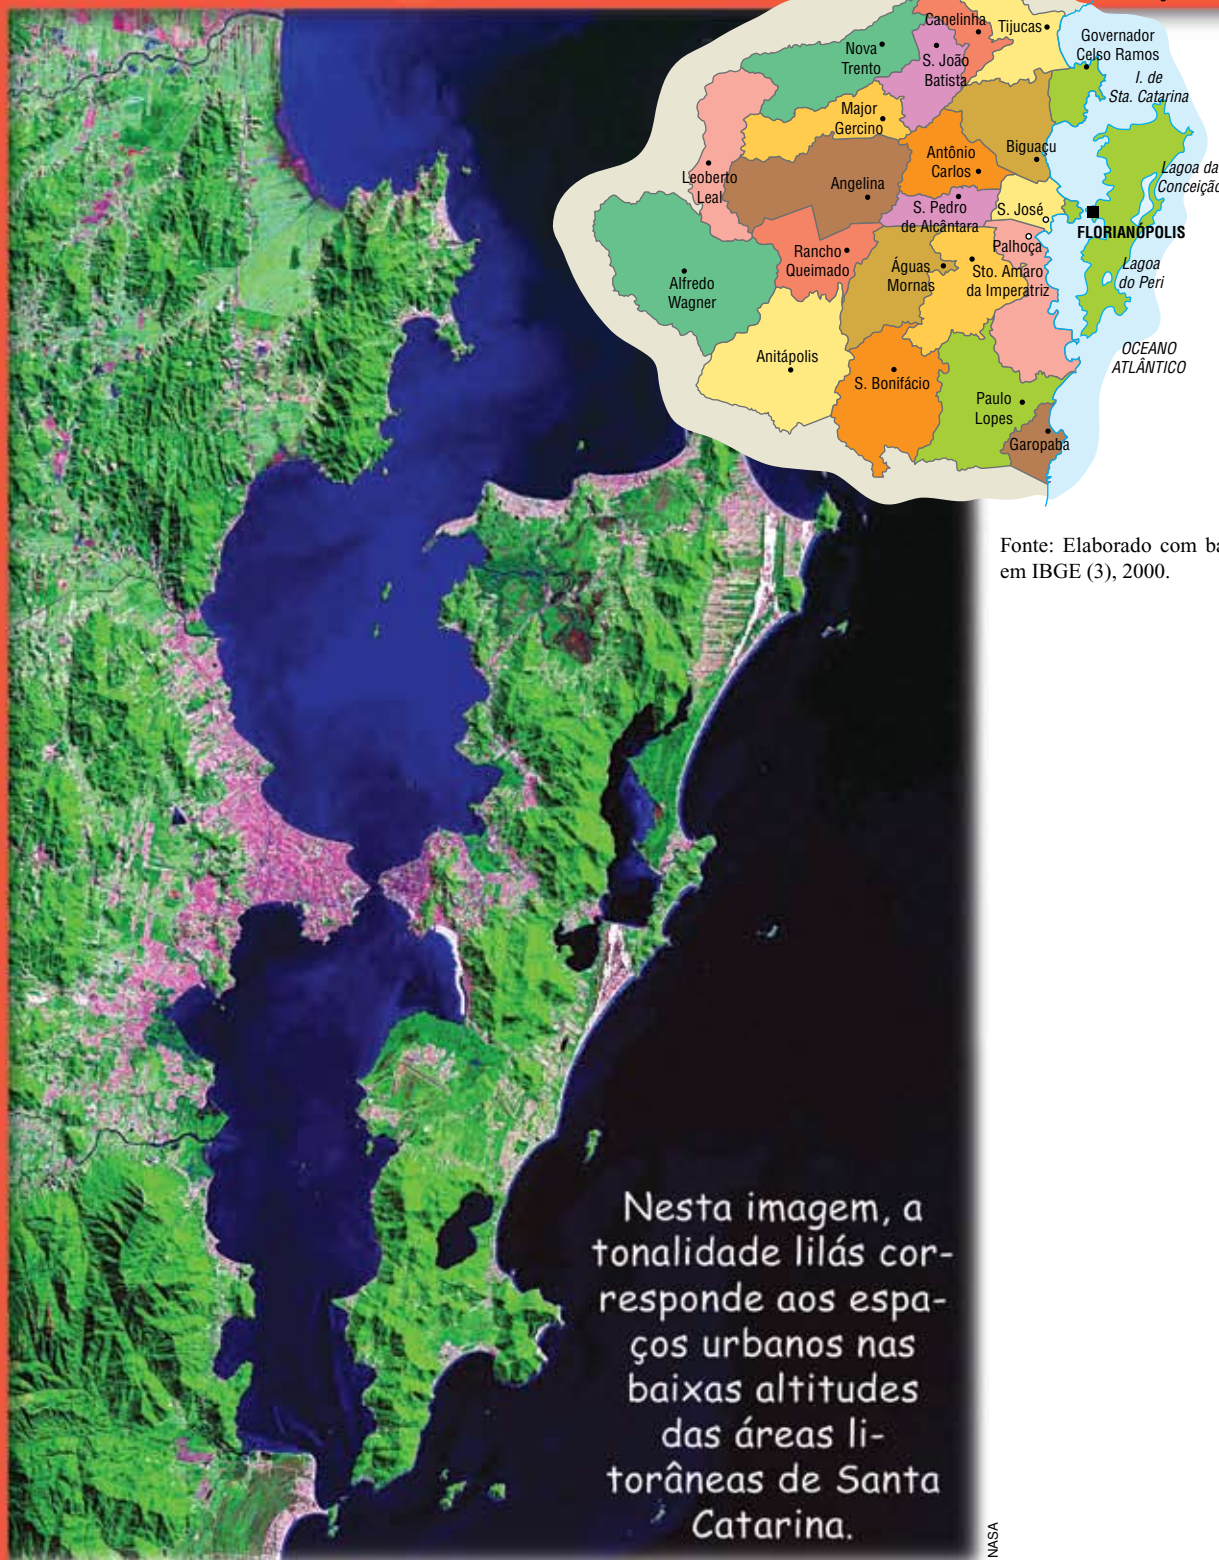 Canelinha
Tijucas
Governador
Celso Ramos
Nova
Trento
S. João
Batista
I. de
Sta. Catarina
Major
Gercino
Antônio
Carlos
Biguaçu
Lagoa da
Conceição
Leoberto
Leal
Angelina
S. Pedro
de Alcântara
S. José
FLORIANÓPOLIS
Palhoça
Rancho
Queimado
Águas
Mornas
Sto. Amaro
da Imperatriz
Lagoa
do Peri
Alfredo
Wagner
OCEANO
ATLÂNTICO
Anitápolis
S. Bonifácio
Paulo
Lopes
Garopaba
Fonte: Elaborado com ba
em IBGE (3), 2000.
Nesta imagem, a
tonalidade lilás cor-
responde aos espa-
ços urbanos nas
baixas altitudes
das áreas li-
torâneas de Santa
Catarina.
NASA